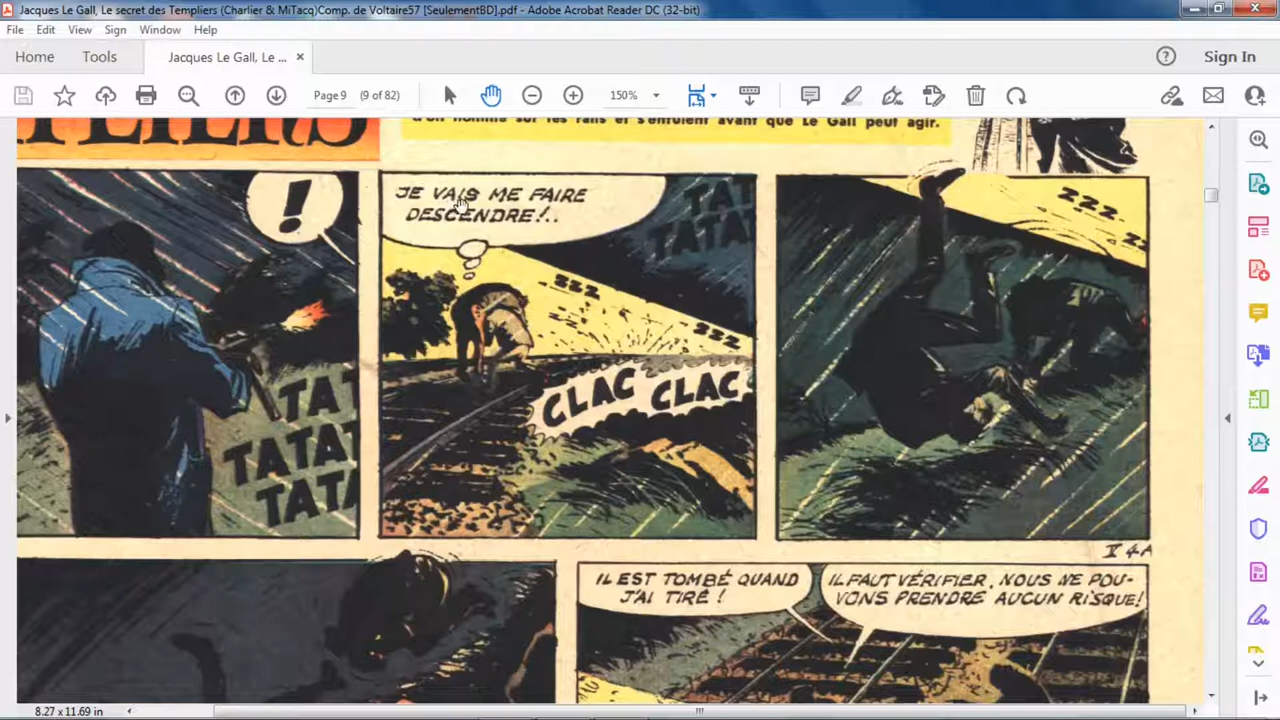 Jacques Le Gall, Le secret des Templiers (Charlier & MiTacq)Comp. de Voltaire57 [SeulementBD].pdf - Adobe Acrobat Reader DC (32-bit)
File Edit View Sign Window Help
Home Tools Jacques Le Gall, Le ... × ? Sign In
Page 9 (9 of 82) 150%
d'un homme sur les rails et s'enfuient avant que Le Gall peut agir.
!
TAT
TATAT
TATA
JE VAIS ME FAIRE
DESCENDRE!..
TAT
TATAT
ZZZ
ZZZ
CLAC CLAC
ZZZ...
V 4A
IL EST TOMBÉ QUAND
J'AI TIRÉ !
IL FAUT VÉRIFIER, NOUS NE POU-
VONS PRENDRE AUCUN RISQUE!
8.27 x 11.69 in